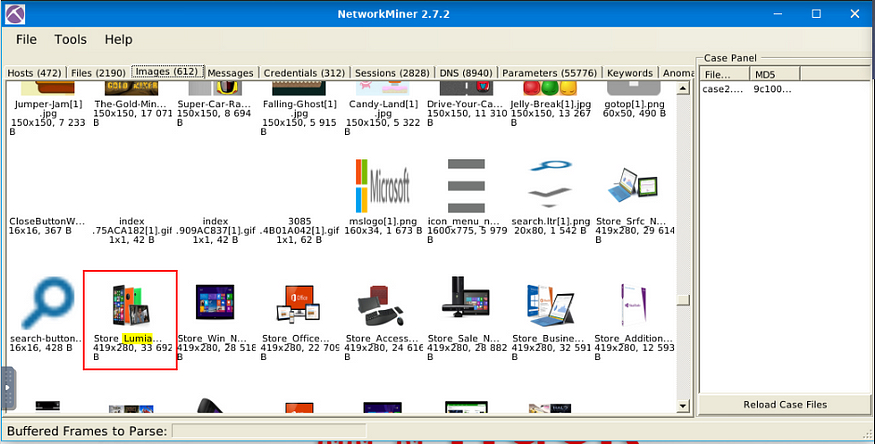 NetworkMiner 2.7.2
File Tools Help
Hosts (472) Files (2190) Images (612) Messages Credentials (312) Sessions (2828) DNS (8940) Parameters (55776) Keywords Anoma
Case Panel
File... MD5
case2.... 9c100...
Jumper-Jam[1] The-Gold-Min... Super-Car-Ra... Falling-Ghost[1] Candy-Land[1] Drive-Your-Ca... Jelly-Break[1].jpg gotop[1].png
.jpg 150x150, 17 071 150x150, 8 694 .jpg .jpg 150x150, 11 310 150x150, 13 267 60x50, 490 B
150x150, 7 233 B B 150x150, 5 915 150x150, 5 322 B B
B B B
Microsoft
CloseButtonW... index index 3085 mslogo[1].png icon_menu_n... search.ltr[1].png Store_Srfc_N...
16x16, 367 B .75ACA182[1].gif .909AC837[1].gif .4B01A042[1].gif 160x34, 1 673 B 1600x775, 5 979 20x80, 1 542 B 419x280, 29 614
1x1, 42 B 1x1, 42 B 1x1, 62 B B B
Office
search-button... Store_Lumia... Store_Win_N... Store_Office... Store_Access... Store_Sale_N... Store_Busine... Store_Addition...
16x16, 428 B 419x280, 33 692 419x280, 28 518 419x280, 22 709 419x280, 24 616 419x280, 28 882 419x280, 32 591 419x280, 12 593
B B B B B B B
Reload Case Files
Buffered Frames to Parse: